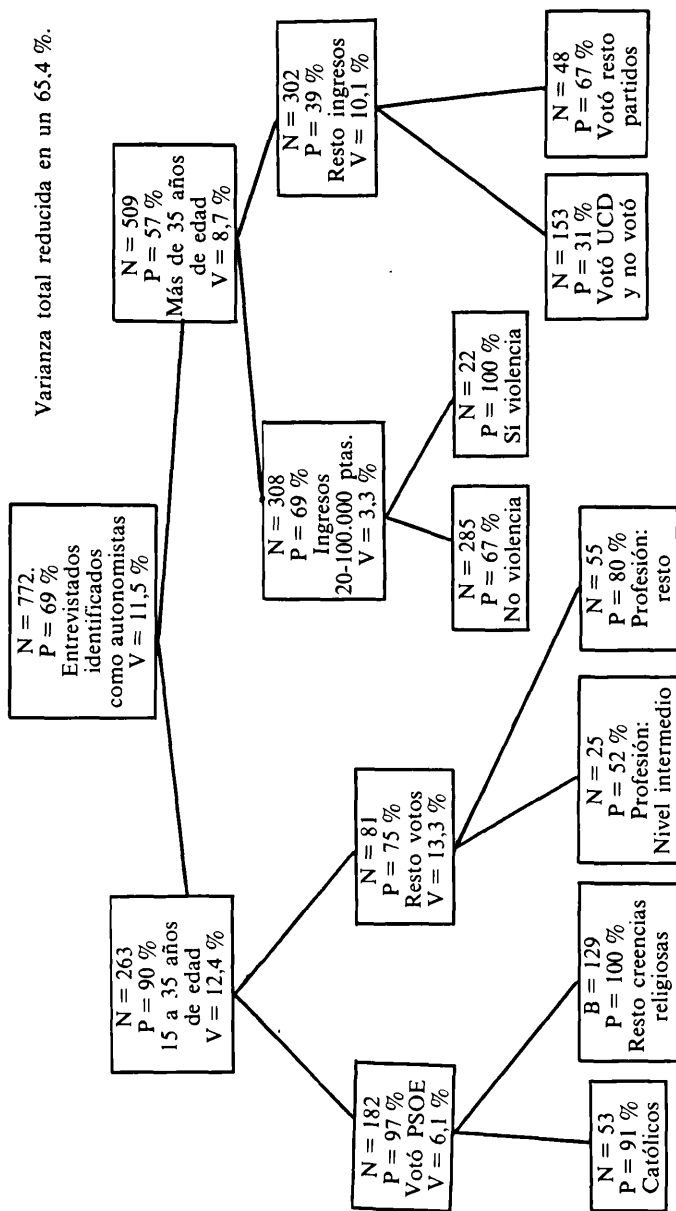 Varianza total reducida en un 65.4 %.
N = 772.
P = 69 %
Entrevistados
identificados
como autonomistas
V = 11,5 %
N = 263
P = 90 %
15 a 35 años
de edad
V = 12,4 %
N = 509
P = 57 %
Más de 35 años
de edad
V = 8,7 %
N = 182
P = 97 %
Votó PSOE
V = 6,1 %
N = 81
P = 75 %
Resto votos
V = 13,3 %
N = 308
P = 69 %
Ingresos
20-100.000 ptas.
V = 3,3 %
N = 302
P = 39 %
Resto ingresos
V = 10,1 %
N = 53
P = 91 %
Católicos
B = 129
P = 100 %
Resto creencias
religiosas
N = 25
P = 52 %
Profesión:
Nivel intermedio
N = 55
P = 80 %
Profesión:
resto
N = 285
P = 67 %
No violencia
N = 22
P = 100 %
Sí violencia
N = 153
P = 31 %
Votó UCD
y no votó
N = 48
P = 67 %
Votó resto
partidos